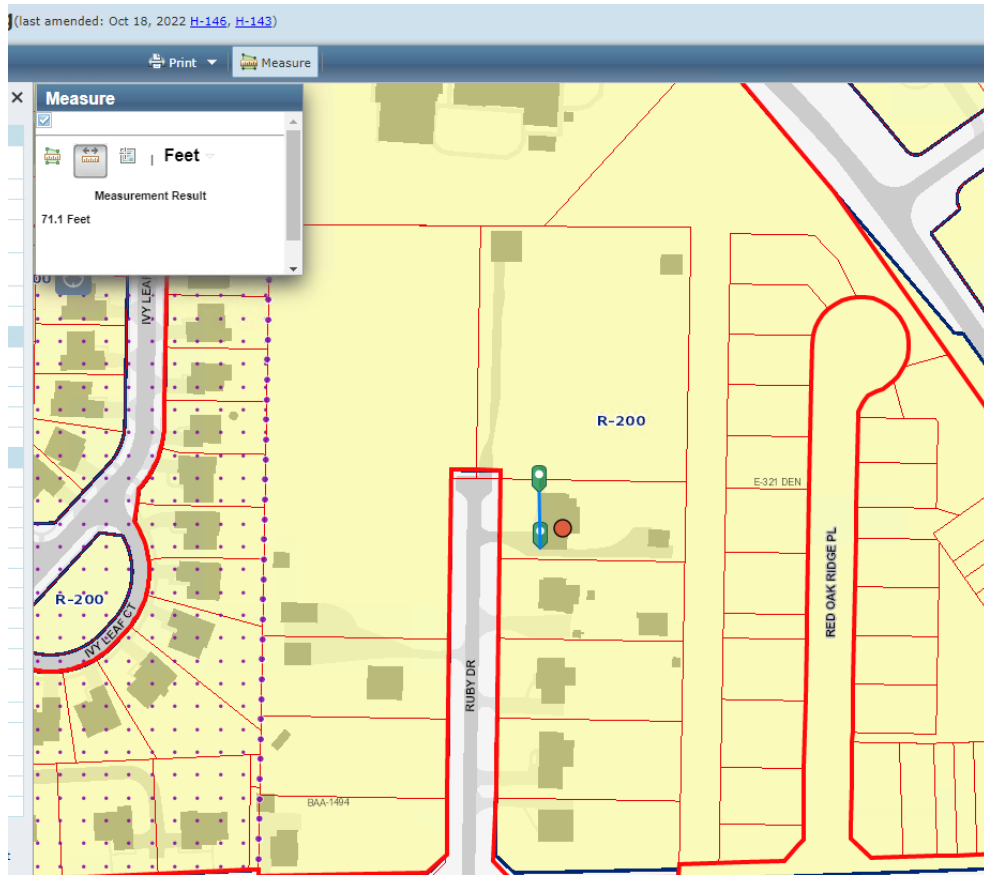 (last amended: Oct 18, 2022 H-146, H-143)
Print
Measure
Measure
Feet
Measurement Result
71.1 Feet
IVY LEAF
R-200
E-321 DEN
R-200
RED OAK RIDGE PL
IVY LEAF CT
RUBY DR
BAA-1494